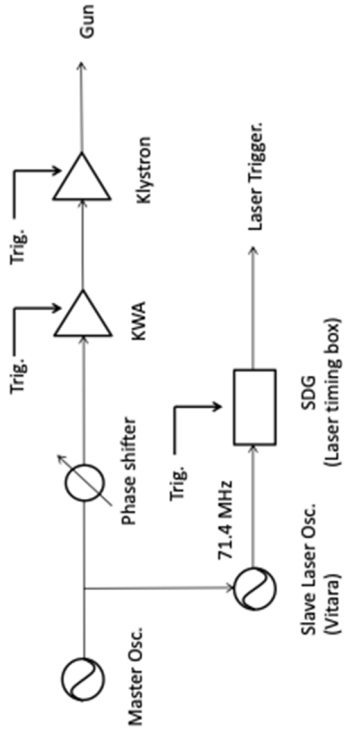 Trig.
Trig.
Gun
Master Osc.
Phase shifter
KWA
Klystron
Trig.
71.4 MHz
Laser Trigger.
Slave Laser Osc.
(Vitara)
SDG
(Laser timing box)